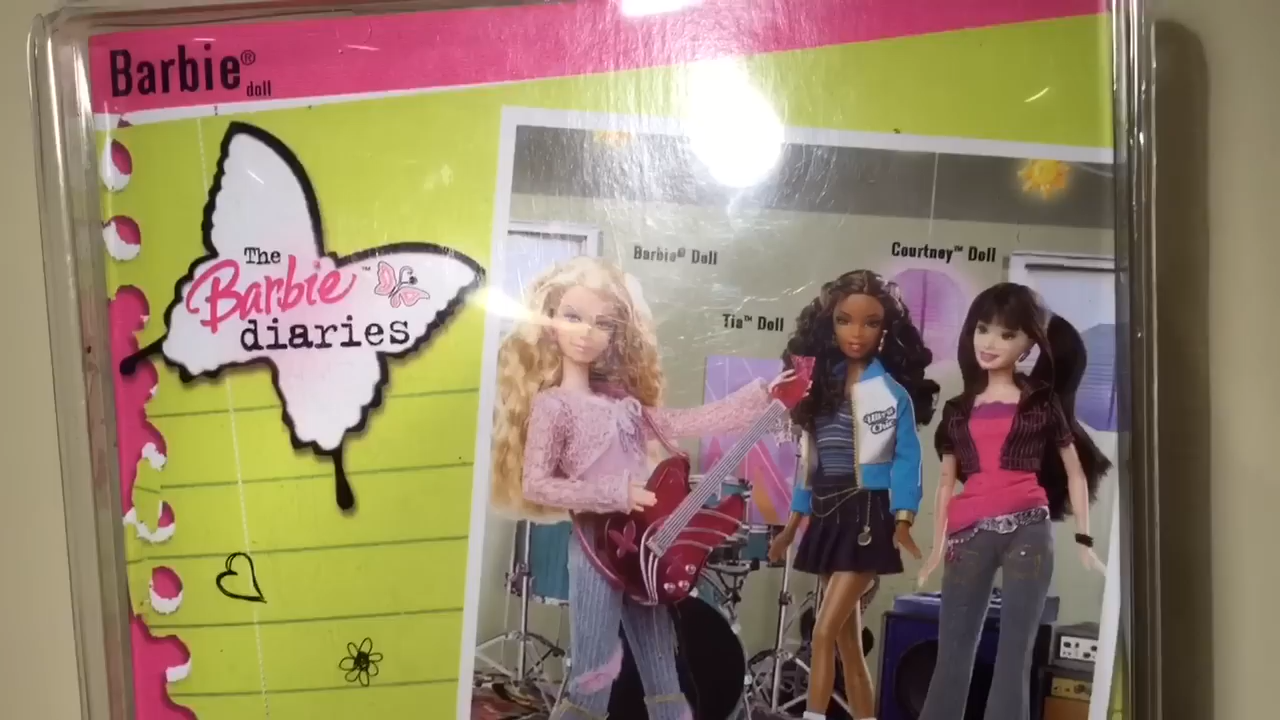 Barbie® doll
The
Barbie™
diaries
Barbie® Doll
Courtney™ Doll
Tia™ Doll